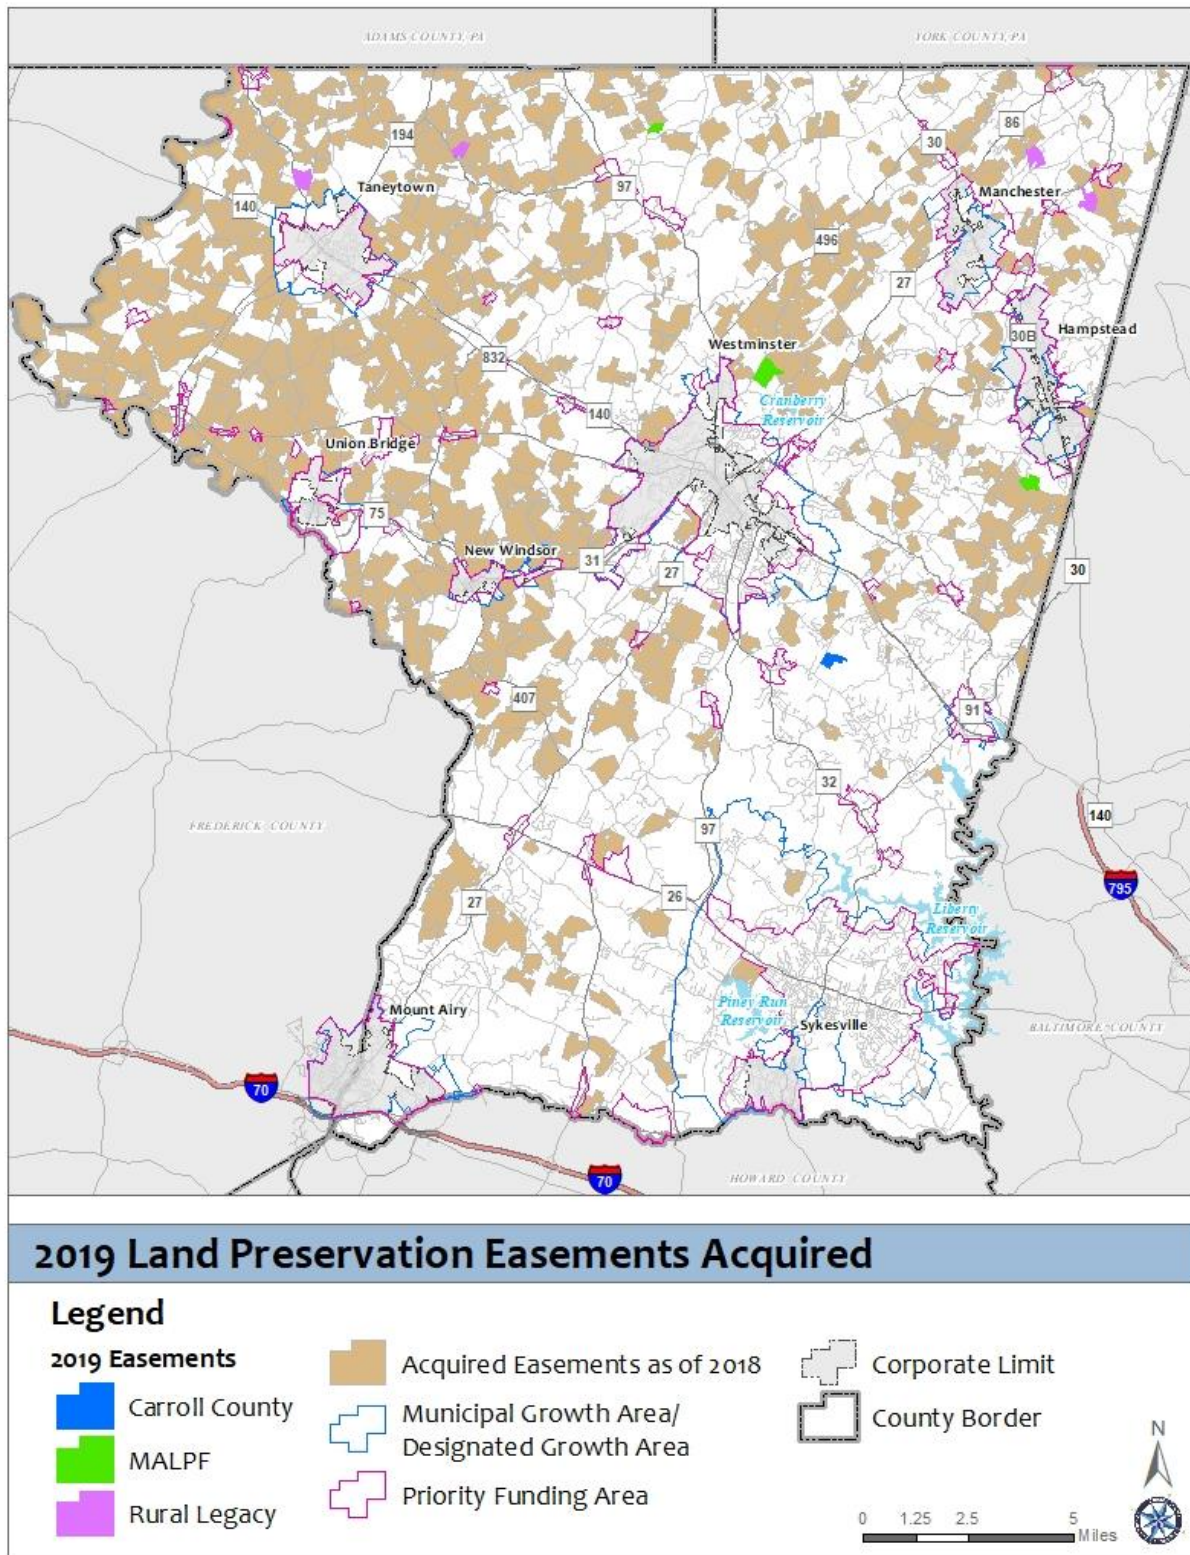 ADAMS COUNTY, PA
YORK COUNTY, PA
194
86
30
Taneytown
97
Manchester
140
496
27
Hampstead
30B
Westminster
832
Cranberry
Reservoir
140
Union Bridge
75
New Windsor
31
27
30
407
91
32
FREDERICK COUNTY
97
140
795
27
26
Liberty
Reservoir
Piney Run
Reservoir
Mount Airy
Sykesville
BALTIMORE COUNTY
70
70
HOWARD COUNTY
2019 Land Preservation Easements Acquired
Legend
2019 Easements
Carroll County
MALPF
Rural Legacy
Acquired Easements as of 2018
Municipal Growth Area/
Designated Growth Area
Priority Funding Area
Corporate Limit
County Border
N
0 1.25 2.5 5
Miles